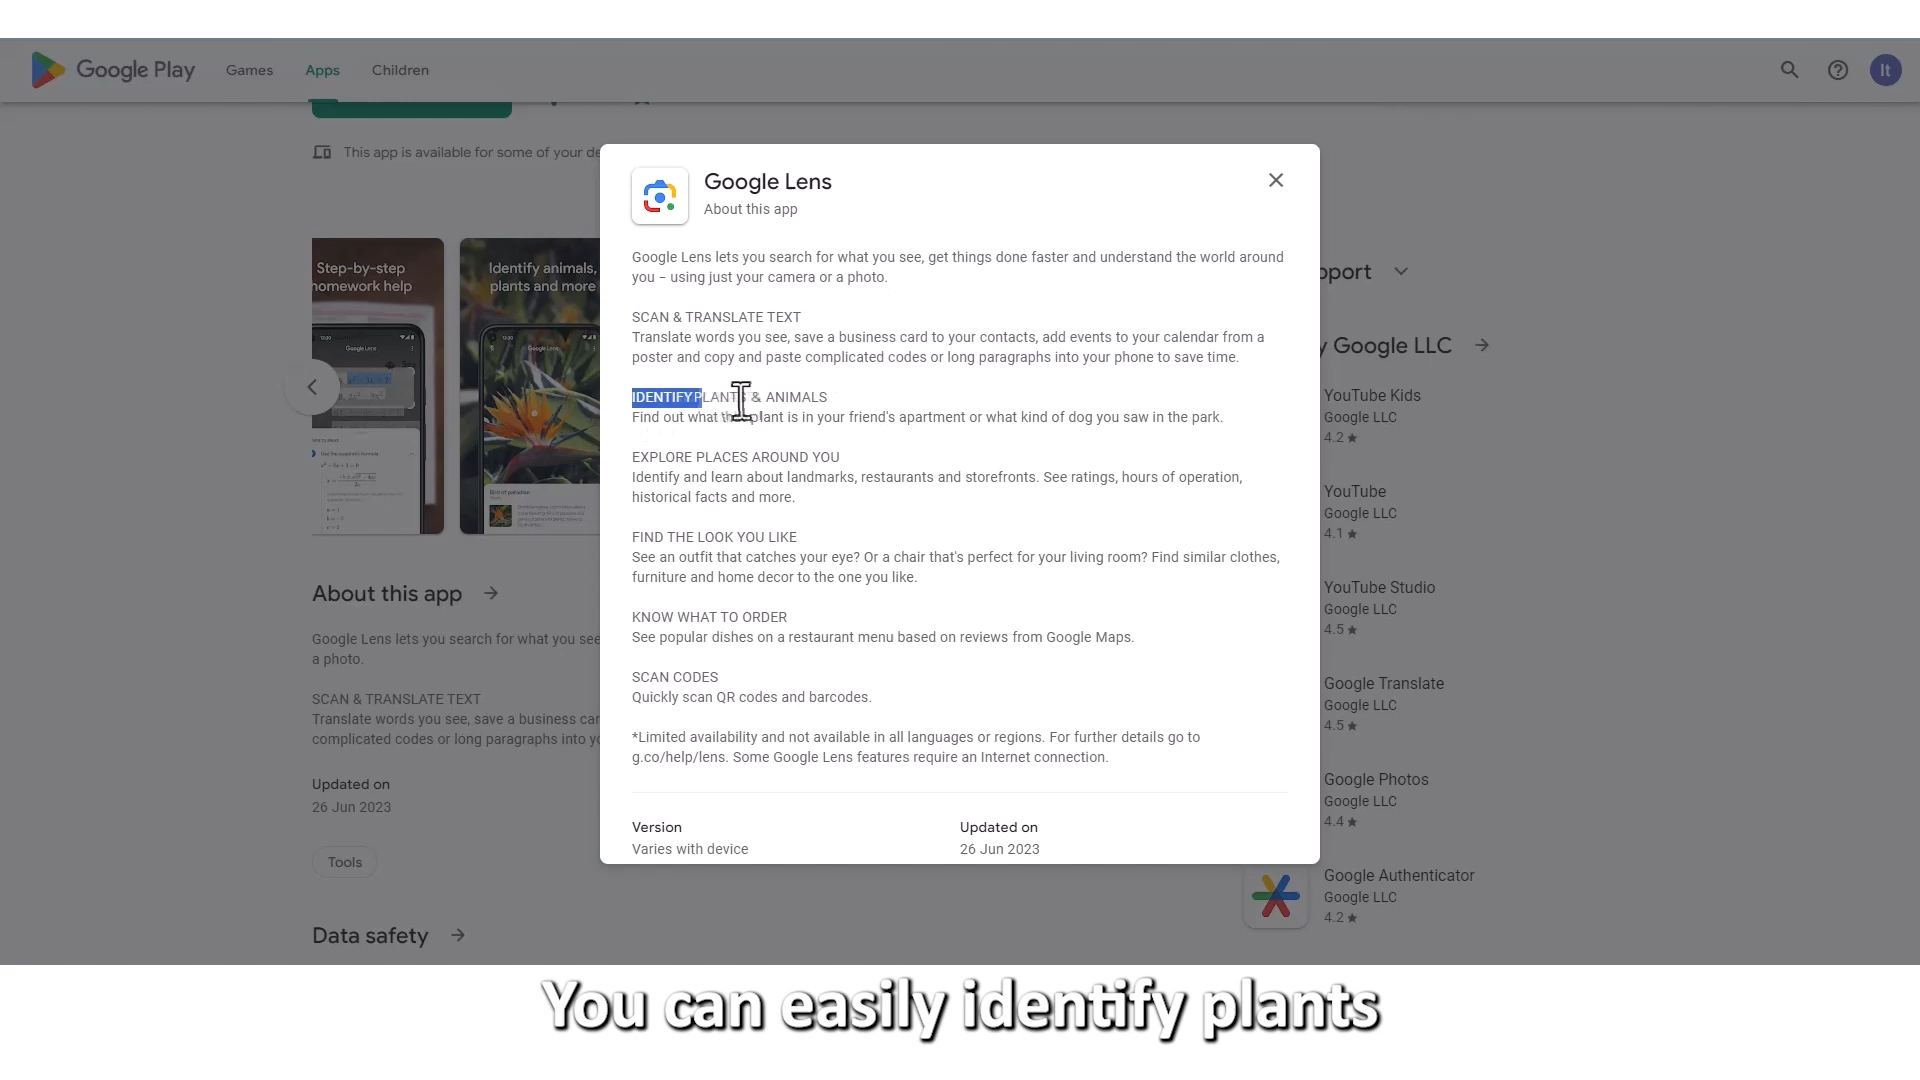 Google Play
Games
Apps
Children
It
This app is available for some of your de
Step-by-step
homework help
Identify animals,
plants and more
Google Lens
About this app
Google Lens lets you search for what you see, get things done faster and understand the world around
you – using just your camera or a photo.
SCAN & TRANSLATE TEXT
Translate words you see, save a business card to your contacts, add events to your calendar from a
poster and copy and paste complicated codes or long paragraphs into your phone to save time.
IDENTIFY PLANTS & ANIMALS
Find out what that plant is in your friend's apartment or what kind of dog you saw in the park.
EXPLORE PLACES AROUND YOU
Identify and learn about landmarks, restaurants and storefronts. See ratings, hours of operation,
historical facts and more.
FIND THE LOOK YOU LIKE
See an outfit that catches your eye? Or a chair that's perfect for your living room? Find similar clothes,
furniture and home decor to the one you like.
KNOW WHAT TO ORDER
See popular dishes on a restaurant menu based on reviews from Google Maps.
SCAN CODES
Quickly scan QR codes and barcodes.
*Limited availability and not available in all languages or regions. For further details go to
g.co/help/lens. Some Google Lens features require an Internet connection.
Version
Varies with device
Updated on
26 Jun 2023
About this app
Google Lens lets you search for what you see
a photo.
SCAN & TRANSLATE TEXT
Translate words you see, save a business car
complicated codes or long paragraphs into yo
Updated on
26 Jun 2023
Tools
Data safety
pport
y Google LLC
YouTube Kids
Google LLC
4.2
YouTube
Google LLC
4.1
YouTube Studio
Google LLC
4.5
Google Translate
Google LLC
4.5
Google Photos
Google LLC
4.4
Google Authenticator
Google LLC
4.2
You can easily identify plants